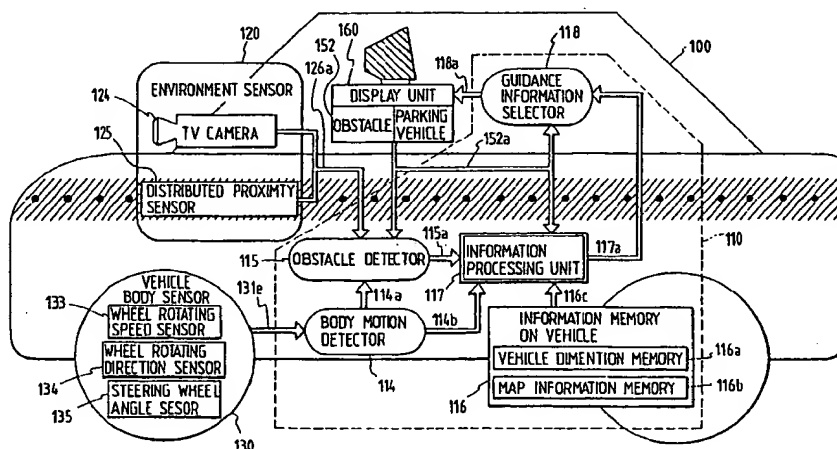 120
152
160
126a
118a
118
100
ENVIRONMENT SENSOR
124
TV CAMERA
125
DISTRIBUTED PROXIMTY
SENSOR
DISPLAY UNIT
OBSTACLE
PARKING
VEHICLE
GUIDANCE
INFORMATION
SELECTOR
152a
115
OBSTACLE DETECTOR
115a
INFORMATION
PROCESSING UNIT
117
117a
110
VEHICLE
BODY SENSOR
133
WHEEL ROTATING
SPEED SENSOR
134
WHEEL ROTATING
DIRECTION SENSOR
135
STEERING WHEEL
ANGLE SESOR
130
131e
114a
BODY MOTION
DETECTOR
114
114b
116c
INFORMATION MEMORY
ON VEHICLE
VEHICLE DIMENTION MEMORY
116a
116
MAP INFORMATION MEMORY
116b